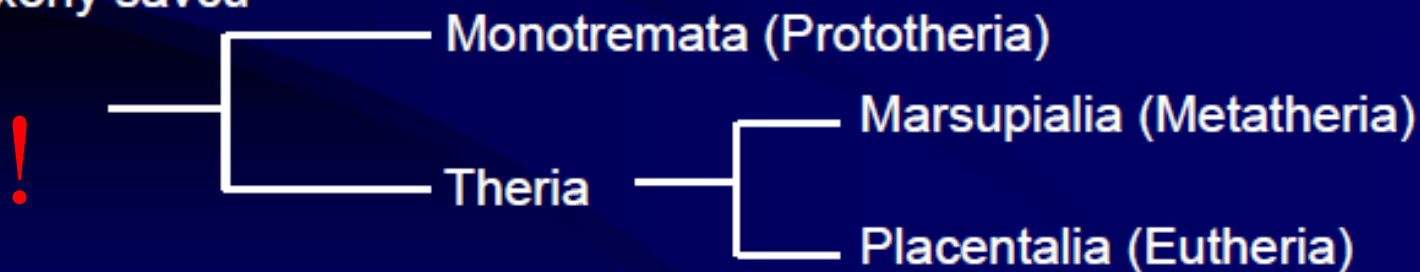 Monotremata (Prototheria)
Marsupialia (Metatheria)
!
Theria
Placentalia (Eutheria)